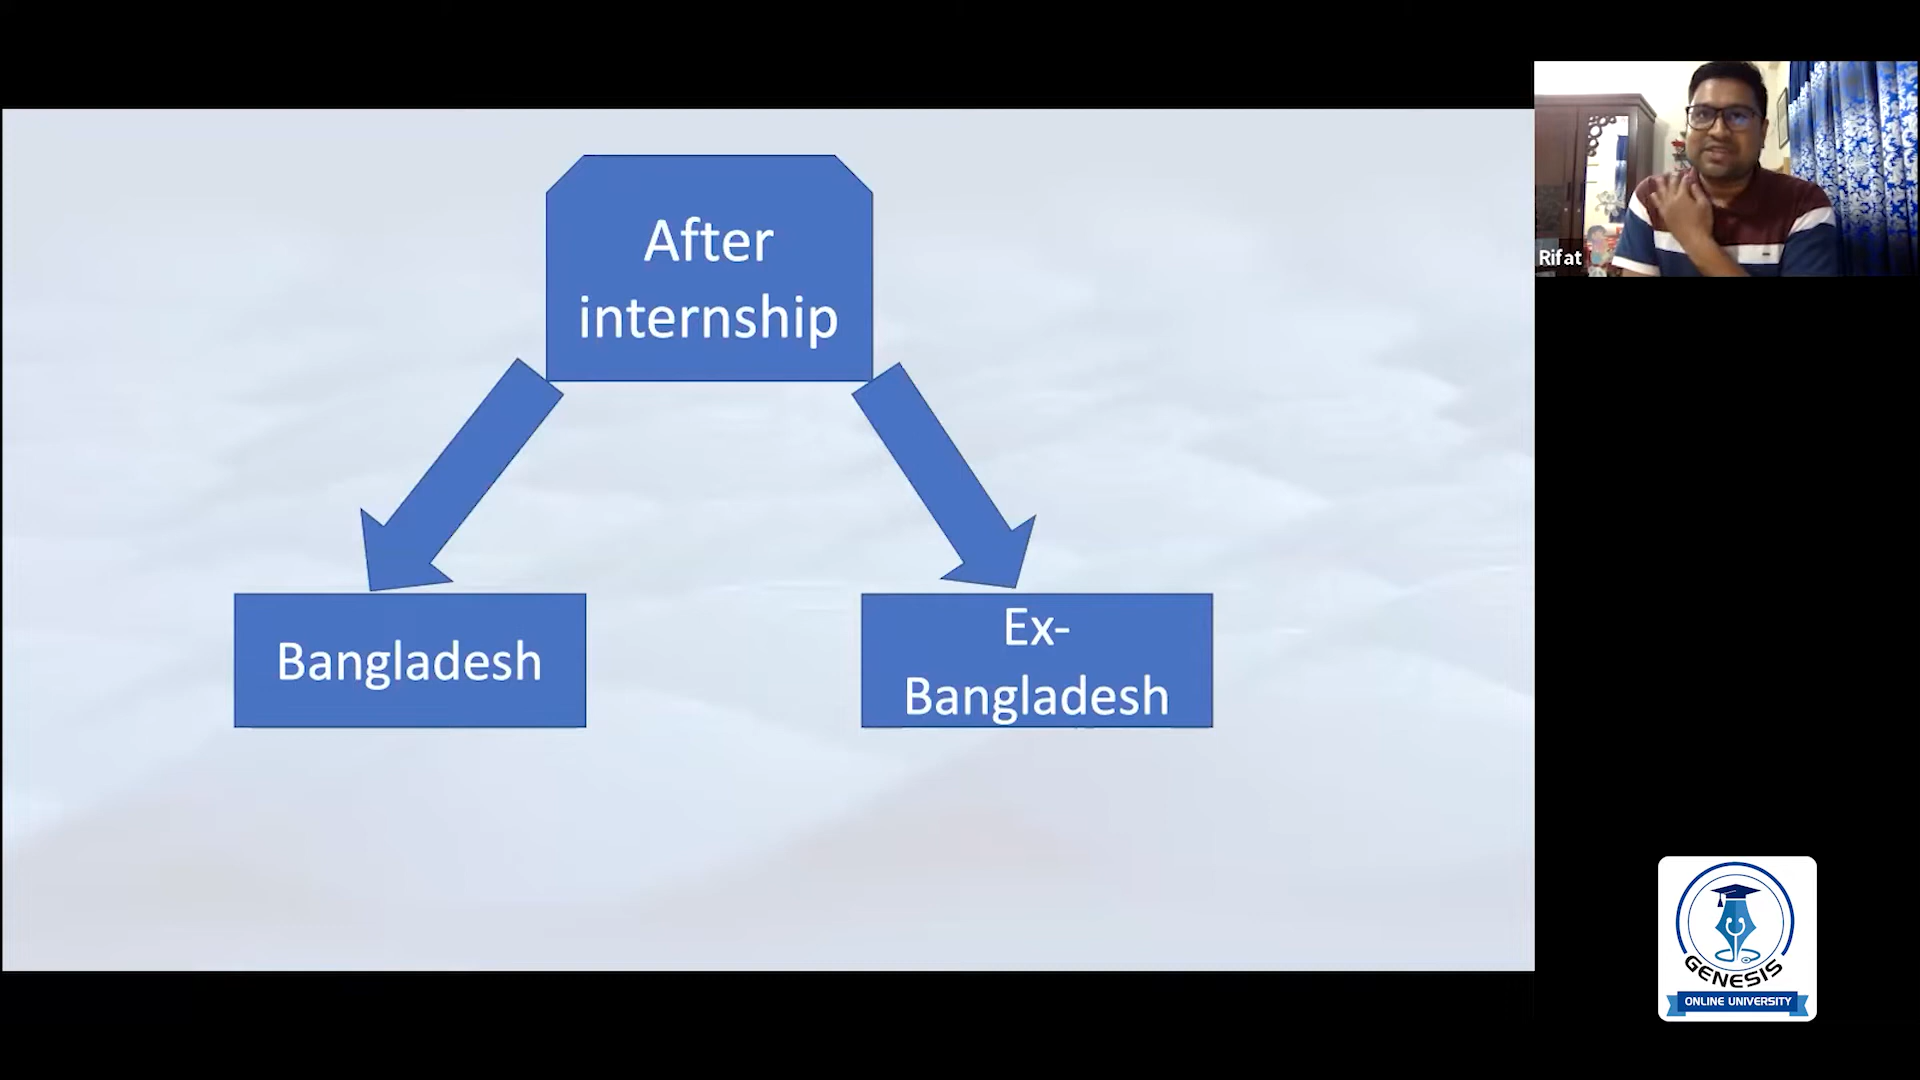 After
internship
Bangladesh
Ex-
Bangladesh
Rifat
GENESIS
ONLINE UNIVERSITY